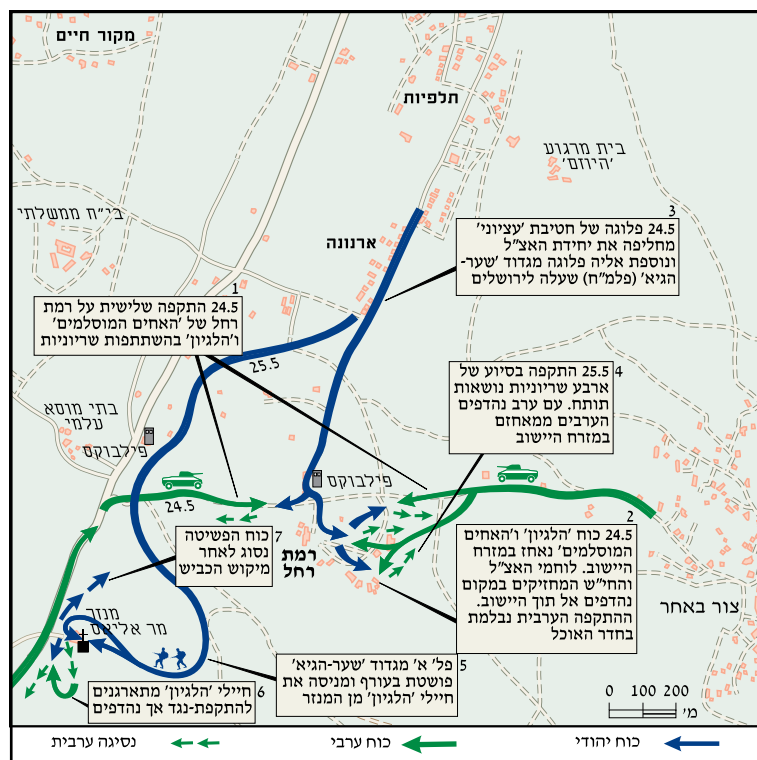 מקור חיים
תלפיות
בית מרגוע
'היוזם'
בי"ח ממשלתי
ארנונה
3
24.5 פלוגה של חטיבת 'עציוני'
מחליפה את יחידת האצ"ל
ונוספת אליה פלוגה מגדוד 'שער-
הגיא' (פלמ"ח) שעלה לירושלים
1
24.5 התקפה שלישית על רמת
רחל של 'האחים המוסלמים'
ו'הלגיון' בהשתתפות שריוניות
25.5
4
25.5 התקפה בסיוע של
ארבע שריוניות נושאות
תותח. עם ערב נהדפים
הערבים ממאחזם
במזרח היישוב
בתי מוסא
עלמי
פילבוקס
פילבוקס
24.5
2
24.5 כוח 'הלגיון' ו'האחים
המוסלמים' נאחז במזרח
היישוב. לוחמי האצ"ל
והחי"ש המחזיקים במקום
נהדפים אל תוך היישוב.
ההתקפה הערבית נבלמת
בחדר האוכל
7
כוח הפשיטה
נסוג לאחר
מיקוש הכביש
רמת
רחל
צור באחר
מנזר
מר אליאס
5
פל' א' מגדוד 'שער-הגיא'
פושטת בעורף ומניסה את
חיילי 'הלגיון' מן המנזר
6
חיילי 'הלגיון' מתארגנים
להתקפת-נגד אך נהדפים
0 100 200
מ'
כוח יהודי
כוח ערבי
נסיגה ערבית